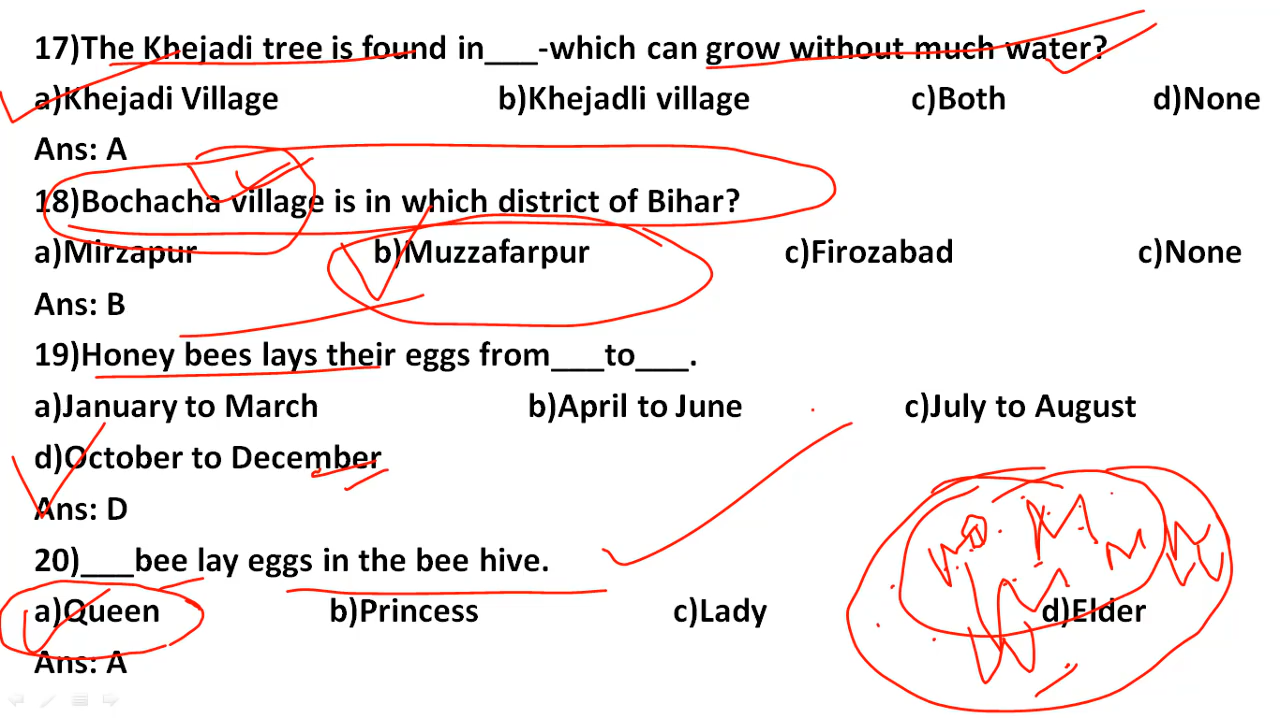 17)The Khejadi tree is found in___-which can grow without much water?
a)Khejadi Village b)Khejadli village c)Both d)None
Ans: A
18)Bochacha village is in which district of Bihar?
a)Mirzapur b)Muzzafarpur c)Firozabad c)None
Ans: B
19)Honey bees lays their eggs from___to___.
a)January to March b)April to June c)July to August
d)October to December
Ans: D
20)___bee lay eggs in the bee hive.
a)Queen b)Princess c)Lady d)Elder
Ans: A